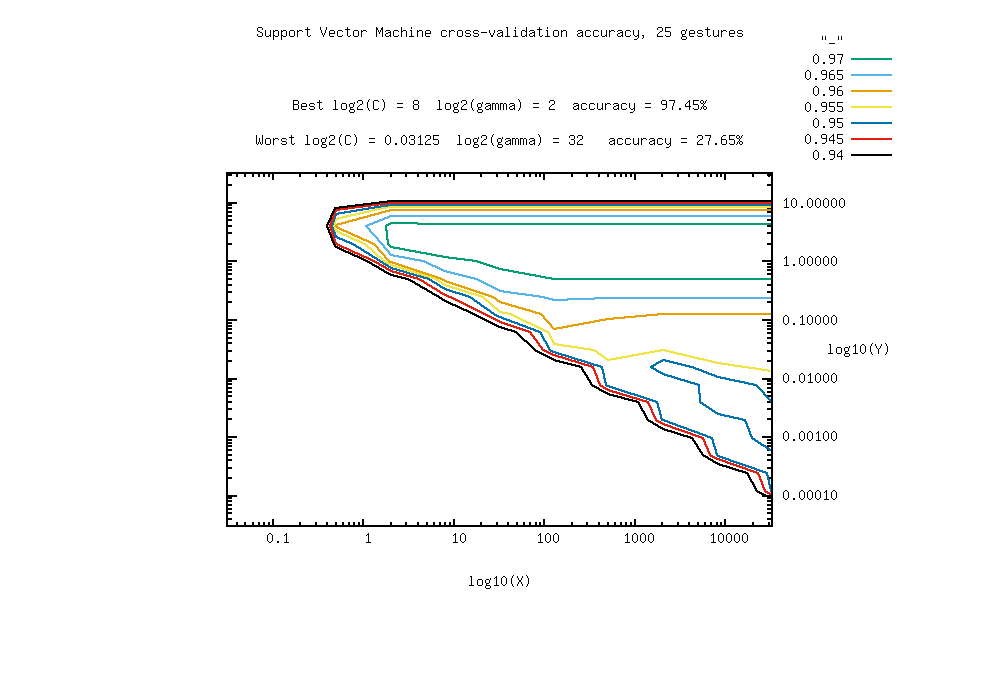 Support Vector Machine cross-validation accuracy, 25 gestures
"_"
0.97
0.965
0.96
0.955
0.95
0.945
0.94
Best log2(C) = 8  log2(gamma) = 2  accuracy = 97.45%
Worst log2(C) = 0.03125  log2(gamma) = 32   accuracy = 27.65%
10.00000
1.00000
0.10000
log10(Y)
0.01000
0.00100
0.00010
0.1 1 10 100 1000 10000
log10(X)